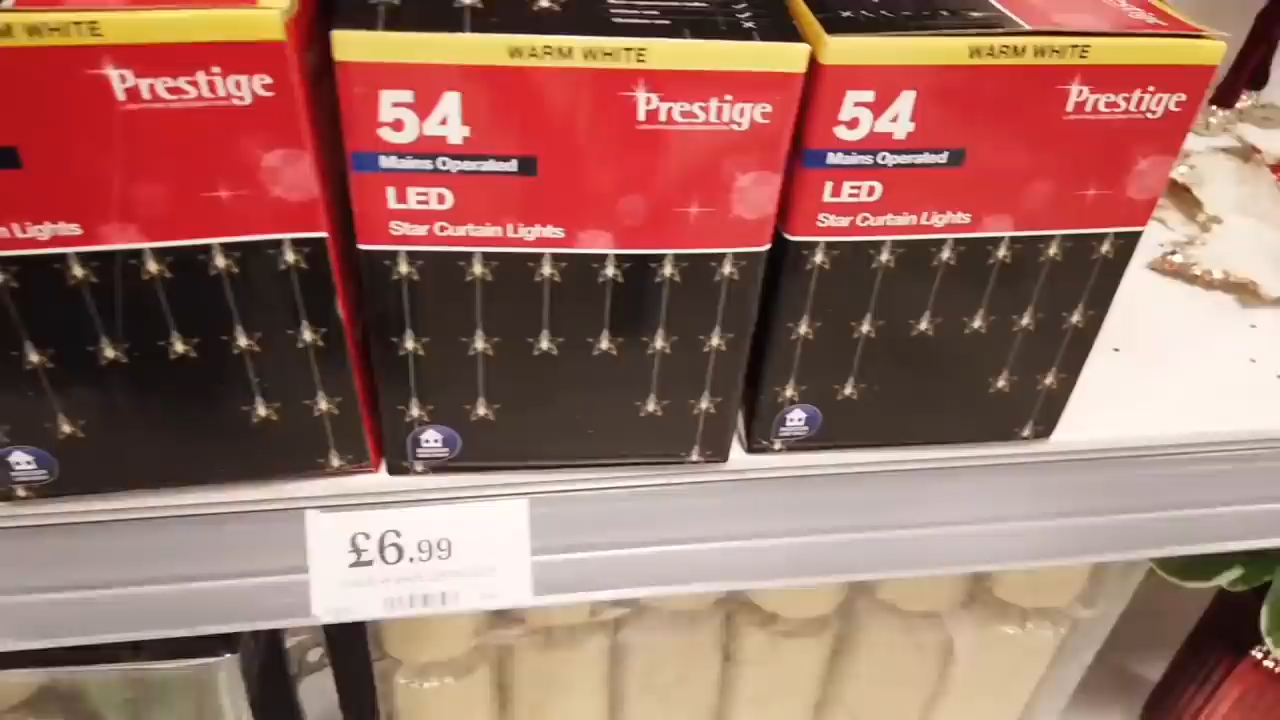 M WHITE
Prestige
n Lights
WARM WHITE
Prestige
54
Mains Operated
LED
Star Curtain Lights
WARM WHITE
Prestige
54
Mains Operated
LED
Star Curtain Lights
£6.99